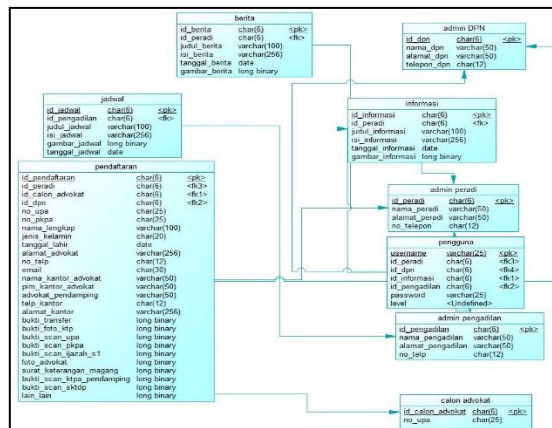 berita
id_berita char(6) <pk>
id_peradi char(6) <fk>
judul_berita varchar(100)
isi_berita varchar(256)
tanggal_berita date
gambar_berita long binary
admin DPN
id_dpn char(6) <pk>
nama_dpn varchar(50)
alamat_dpn varchar(50)
telepon_dpn char(12)
jadwal
id_jadwal char(6) <pk>
id_pengadilan char(6) <fk>
judul_jadwal varchar(100)
isi_jadwal varchar(256)
gambar_jadwal long binary
tanggal_jadwal date
informasi
id_informasi char(6) <pk>
id_peradi char(6) <fk>
judul_informasi varchar(100)
isi_informasi varchar(256)
tanggal_informasi date
gambar_informasi long binary
pendaftaran
id_pendaftaran char(6) <pk>
id_peradi char(6) <fk3>
id_calon_advokat char(6) <fk1>
id_dpn char(6) <fk2>
no_upa char(25)
no_pkpa char(25)
nama_lengkap varchar(100)
jenis_kelamin char(20)
tanggal_lahir date
alamat_advokat varchar(256)
no_telp char(12)
email char(30)
nama_kantor_advokat varchar(50)
pim_kantor_advokat varchar(50)
advokat_pendamping varchar(50)
telp_kantor char(12)
alamat_kantor varchar(256)
bukti_transfer long binary
bukti_foto_ktp long binary
bukti_scan_upa long binary
bukti_scan_pkpa long binary
bukti_scan_ijazah_s1 long binary
foto_advokat long binary
surat_keterangan_magang long binary
bukti_scan_ktpa_pendamping long binary
bukti_scan_sktdp long binary
lain_lain long binary
admin peradi
id_peradi char(6) <pk>
nama_peradi varchar(50)
alamat_peradi varchar(50)
no_telepon char(12)
pengguna
username varchar(25) <pk>
id_peradi char(6) <fk3>
id_dpn char(6) <fk4>
id_informasi char(6) <fk1>
id_pengadilan char(6) <fk2>
password varchar(25)
level <Undefined>
admin pengadilan
id_pengadilan char(6) <pk>
nama_pengadilan varchar(50)
alamat_pengadilan varchar(50)
no_telp char(12)
calon advokat
id_calon_advokat char(6) <pk>
no_upa char(25)